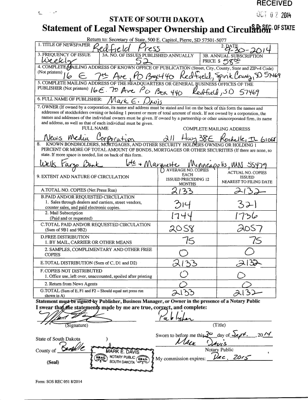 RECEIVED
OCT 07 2014
S.D. SEC. OF STATE
STATE OF SOUTH DAKOTA
Statement of Legal Newspaper Ownership and Circulation
Return to: Secretary of State, 500 E. Capitol, Pierre, SD 57501-5077
1. TITLE OF NEWSPAPER
Redfield Press
2. DATE
9-30-2014
3. FREQUENCY OF ISSUE
Weekly
3A. NO. OF ISSUES PUBLISHED ANNUALLY
52
3B. ANNUAL SUBSCRIPTION
PRICE $
4. COMPLETE MAILING ADDRESS OF KNOWN OFFICE OF PUBLICATION (Street, City, County, State and ZIP+4 Code)
(Not printers) 16 E 7th Ave PO Box 440 Redfield, Spink County, SD 57469
5. COMPLETE MAILING ADDRESS OF THE HEADQUARTERS OF GENERAL BUSINESS OFFICES OF THE
PUBLISHER (Not printer) 16 E 7th Ave Po Box 440 Redfield, SD 57469
6. FULL NAME OF PUBLISHER: Mark E. Davis
7. OWNER (If owned by a corporation, its name and address must be stated and also the names and
addresses of stockholders owning or holding 1 percent or more of total amount of stock. If not owned by a corporation, the
names and addresses of the individual owners must be given. If owned by a partnership or other unincorporated firm, its name
and address, as well as that of each individual must be given.
FULL NAME
COMPLETE MAILING ADDRESS
News Media Corporation 211 Hwy 38E Rochelle, IL 61068
8. KNOWN BONDHOLDERS, MORTGAGES, AND OTHER SECURITY HOLDERS OWNING OR HOLDING 1
PERCENT OR MORE OF TOTAL AMOUNT OF BONDS, MORTGAGES OR OTHER SECURITIES (If there are none, so
state. If more space is needed, list on back of this form.
Wells Fargo Bank 6th + Marquette Minneapolis, MN 55479
9. EXTENT AND NATURE OF CIRCULATION
AVERAGE NO. COPIES
EACH
ISSUED PRECEDING 12
MONTHS
ACTUAL NO. COPIES
ISSUED
NEAREST TO FILING DATE
A. TOTAL NO. COPIES (Net Press Run) 2133 2132
B. PAID AND/OR REQUESTED CIRCULATION
1. Sales through dealers and carriers, street vendors,
counter sales, and paid electronic copies. 314 321
2. Mail Subscription
(Paid and/or requested) 1744 1736
C. TOTAL PAID AND/OR REQUESTED CIRCULATION
(Sum of 9B1 and 9B2) 2058 2057
D. FREE DISTRIBUTION
1. BY MAIL, CARRIER OR OTHER MEANS 75 75
2. SAMPLES, COMPLIMENTARY AND OTHER FREE
COPIES 0 0
E. TOTAL DISTRIBUTION (Sum of C, D1 and D2) 2133 2132
F. COPIES NOT DISTRIBUTED
1. Office use, left over, unaccounted, spoiled after printing 0 0
2. Return from News Agents 0 0
G. TOTAL (Sum of E, F1 and F2 - Should equal net press run
shown in A) 2133 2132
Statement must be signed by Publisher, Business Manager, or Owner in the presence of a Notary Public
I swear that the statements made by me are true, correct, and complete.
Publisher
(Signature)
(Title)
State of South Dakota )
County of )
(Seal)
MARK E. DAVIS
NOTARY PUBLIC
SOUTH DAKOTA
Sworn to before me this 30 day of Sept. 2014
Notary Public
My commission expires: Dec. 2015
Form: SOS REC 051 8/2014